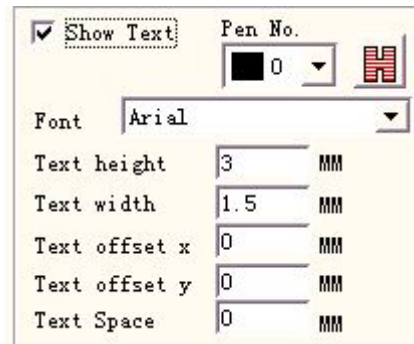 Show Text Pen No.
0
Font Arial
Text height 3 MM
Text width 1.5 MM
Text offset x 0 MM
Text offset y 0 MM
Text Space 0 MM